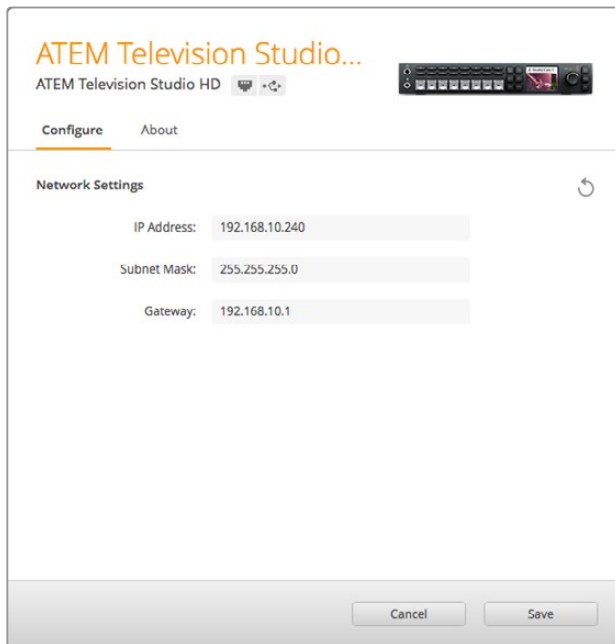 ATEM Television Studio...
ATEM Television Studio HD
Configure About
Network Settings
IP Address: 192.168.10.240
Subnet Mask: 255.255.255.0
Gateway: 192.168.10.1
Cancel Save